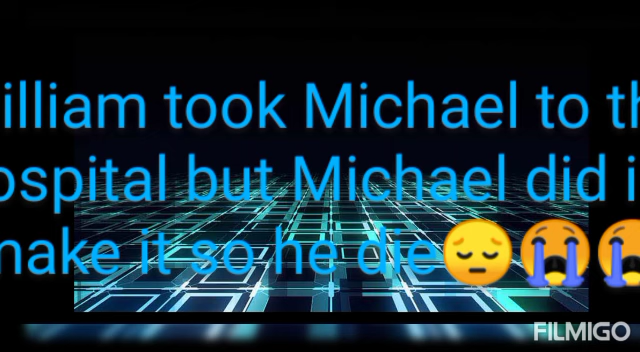 illiam took Michael to th
ospital but Michael did i
make it so he die😔😭😭
FILMIGO